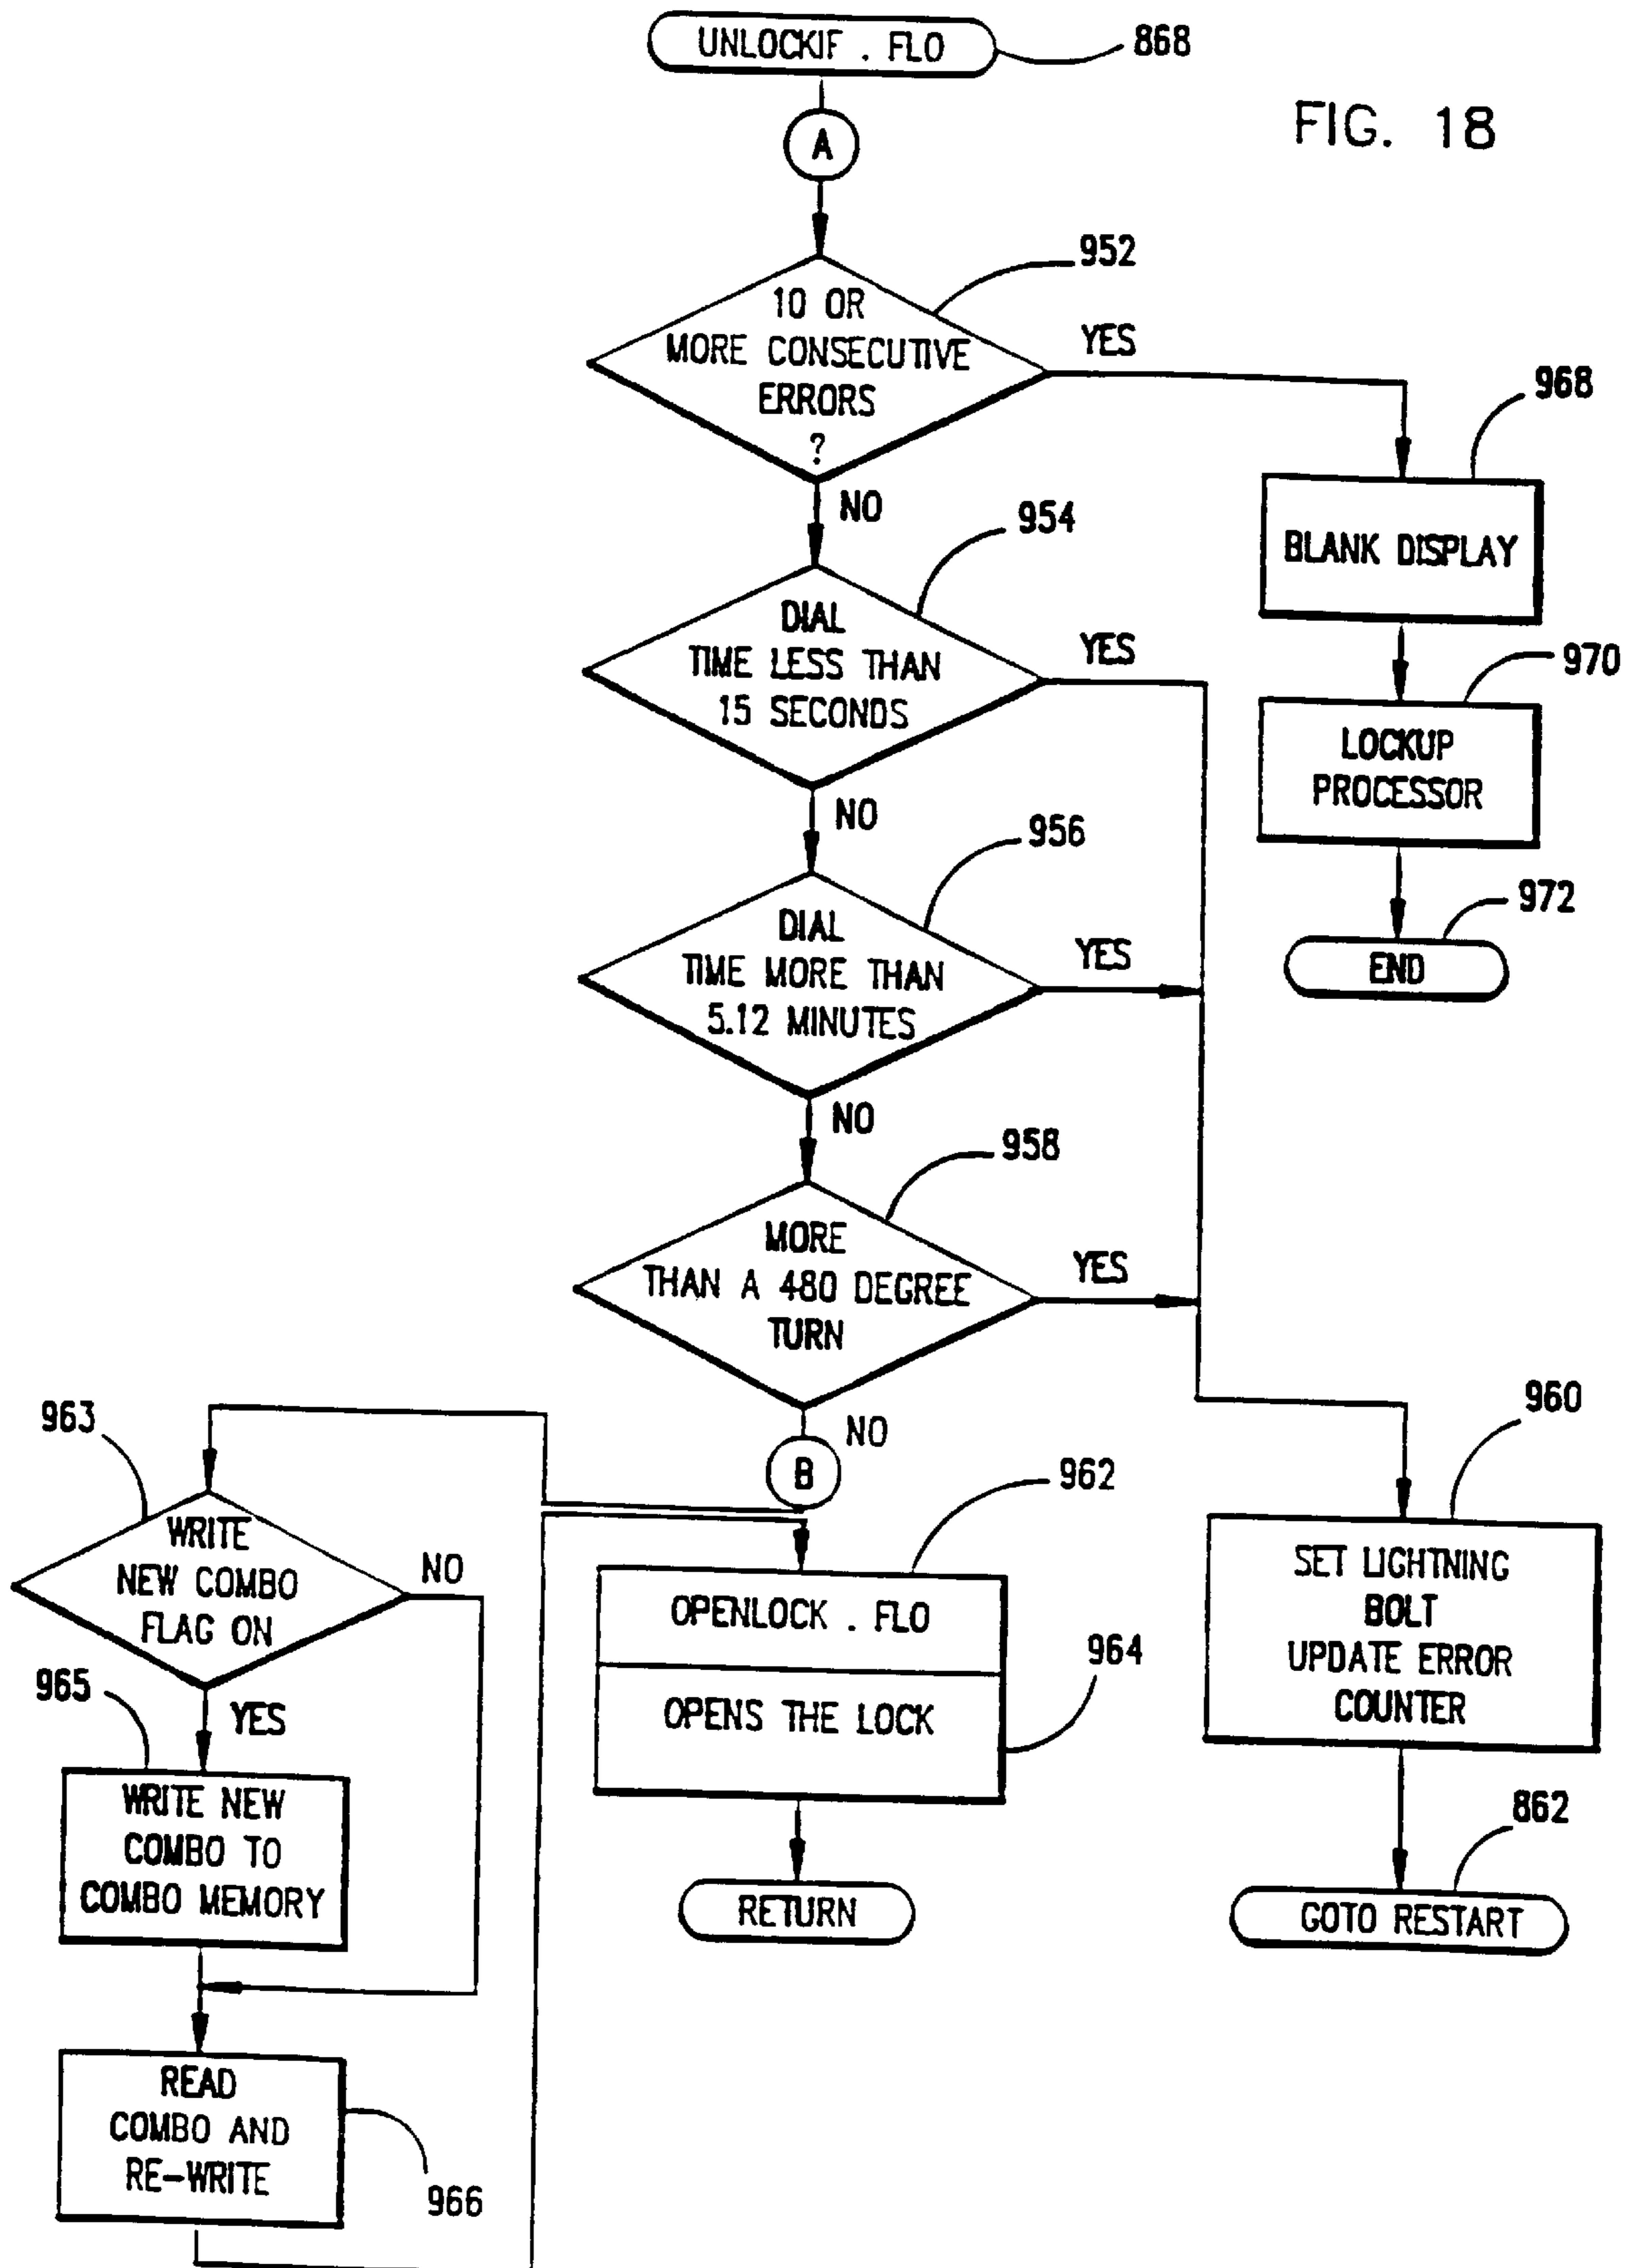 UNLOCKIF . FLO
868
FIG. 18
A
952
10 OR
MORE CONSECUTIVE
ERRORS
?
YES
NO
968
BLANK DISPLAY
954
DIAL
TIME LESS THAN
15 SECONDS
YES
NO
970
LOCKUP
PROCESSOR
956
DIAL
TIME MORE THAN
5.12 MINUTES
YES
NO
972
END
958
MORE
THAN A 480 DEGREE
TURN
YES
NO
B
963
WRITE
NEW COMBO
FLAG ON
NO
YES
962
OPENLOCK . FLO
964
OPENS THE LOCK
RETURN
960
SET LIGHTNING
BOLT
UPDATE ERROR
COUNTER
862
GOTO RESTART
965
WRITE NEW
COMBO TO
COMBO MEMORY
READ
COMBO AND
RE-WRITE
966